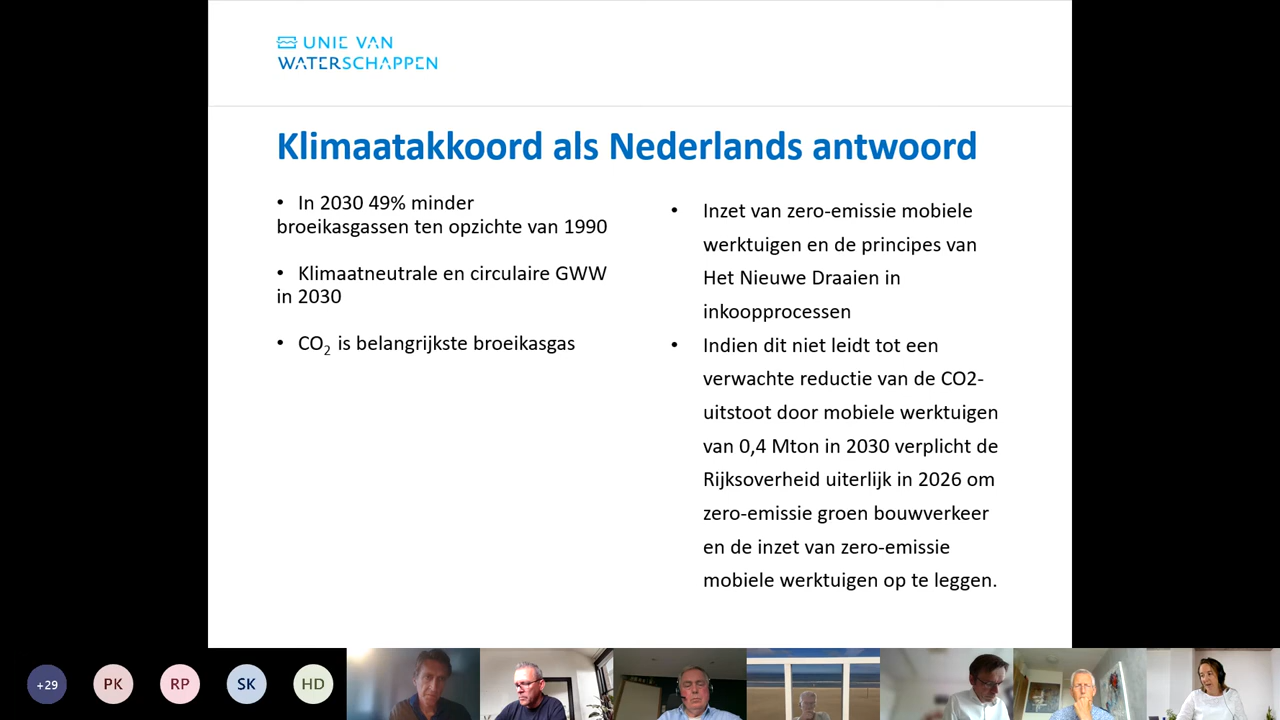 UNIE VAN
WATERSCHAPPEN
Klimaatakkoord als Nederlands antwoord
• In 2030 49% minder
broeikasgassen ten opzichte van 1990
• Klimaatneutrale en circulaire GWW
in 2030
• CO₂ is belangrijkste broeikasgas
• Inzet van zero-emissie mobiele
werktuigen en de principes van
Het Nieuwe Draaien in
inkoopprocessen
• Indien dit niet leidt tot een
verwachte reductie van de CO2-
uitstoot door mobiele werktuigen
van 0,4 Mton in 2030 verplicht de
Rijksoverheid uiterlijk in 2026 om
zero-emissie groen bouwverkeer
en de inzet van zero-emissie
mobiele werktuigen op te leggen.
+29 PK RP SK HD